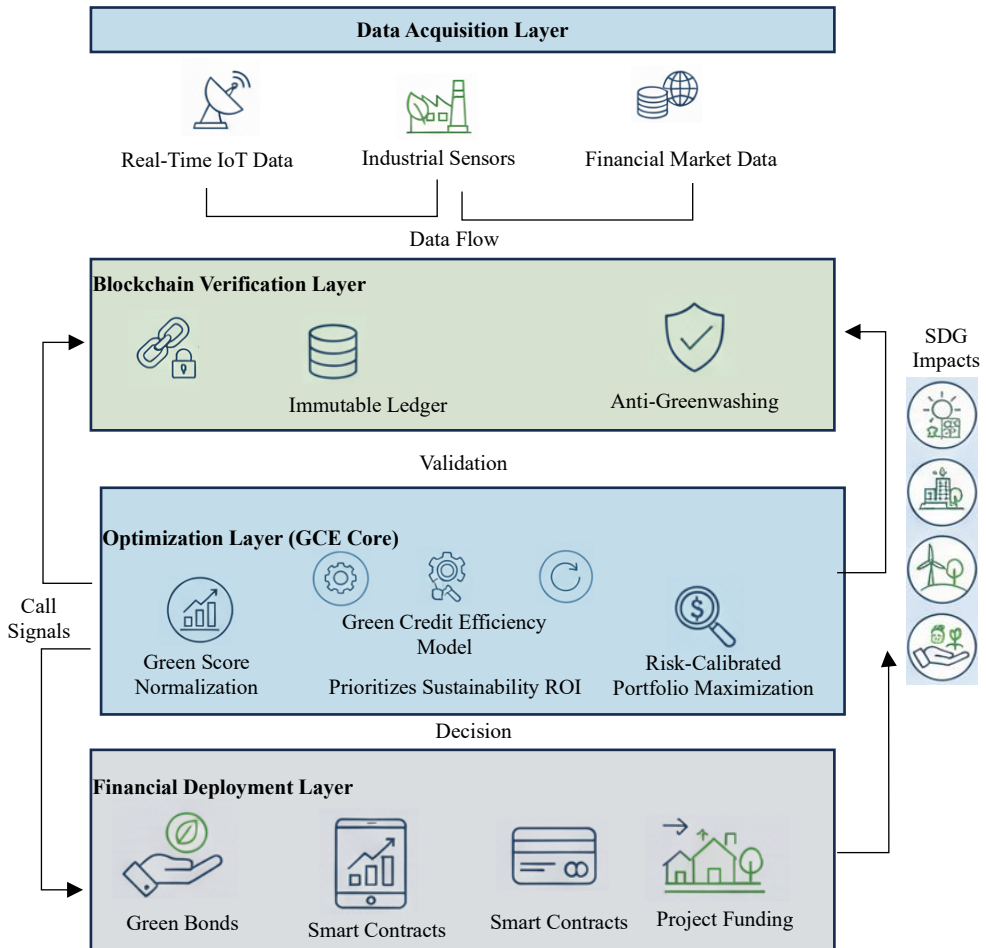 Data Acquisition Layer
Real-Time IoT Data
Industrial Sensors
Financial Market Data
Data Flow
Blockchain Verification Layer
Immutable Ledger
Anti-Greenwashing
SDG
Impacts
Validation
Optimization Layer (GCE Core)
Green Score
Normalization
Green Credit Efficiency
Model
Prioritizes Sustainability ROI
Risk-Calibrated
Portfolio Maximization
Call
Signals
Decision
Financial Deployment Layer
Green Bonds
Smart Contracts
Smart Contracts
Project Funding